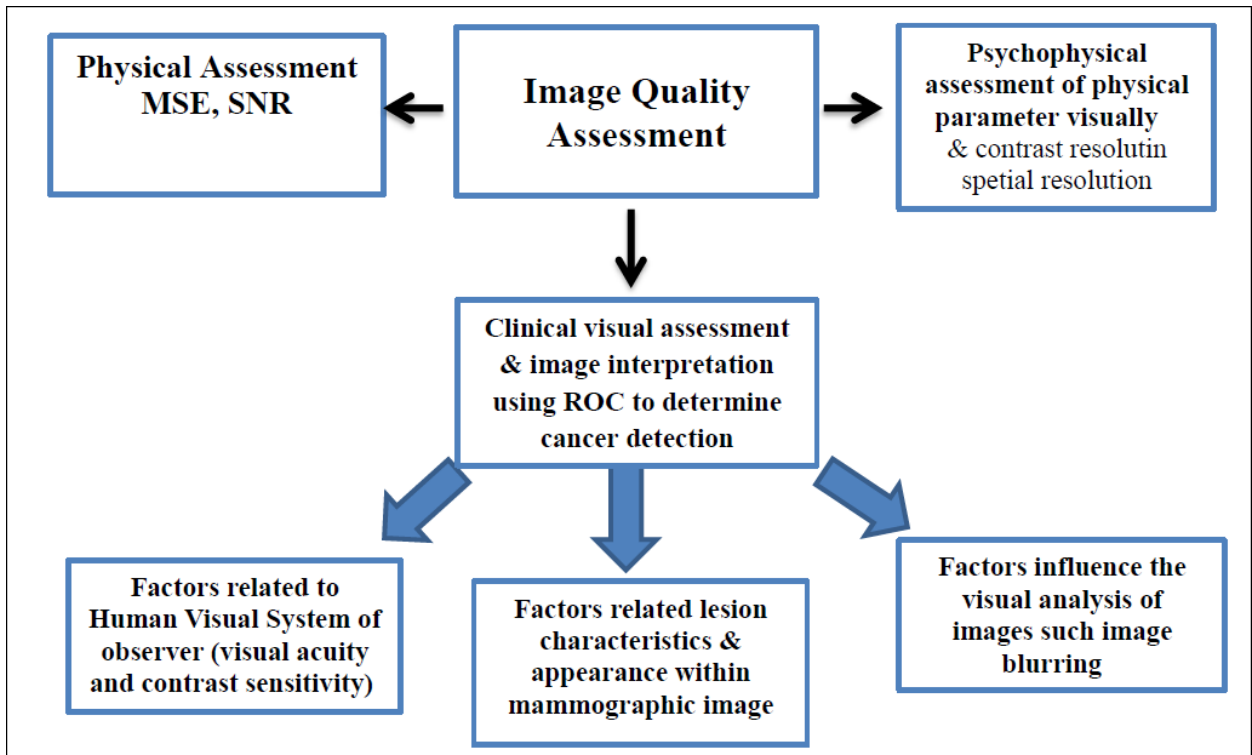 Physical Assessment
MSE, SNR
Image Quality
Assessment
Psychophysical
assessment of physical
parameter visually
& contrast resolutin
spetial resolution
Clinical visual assessment
& image interpretation
using ROC to determine
cancer detection
Factors related to
Human Visual System of
observer (visual acuity
and contrast sensitivity)
Factors related lesion
characteristics &
appearance within
mammographic image
Factors influence the
visual analysis of
images such image
blurring